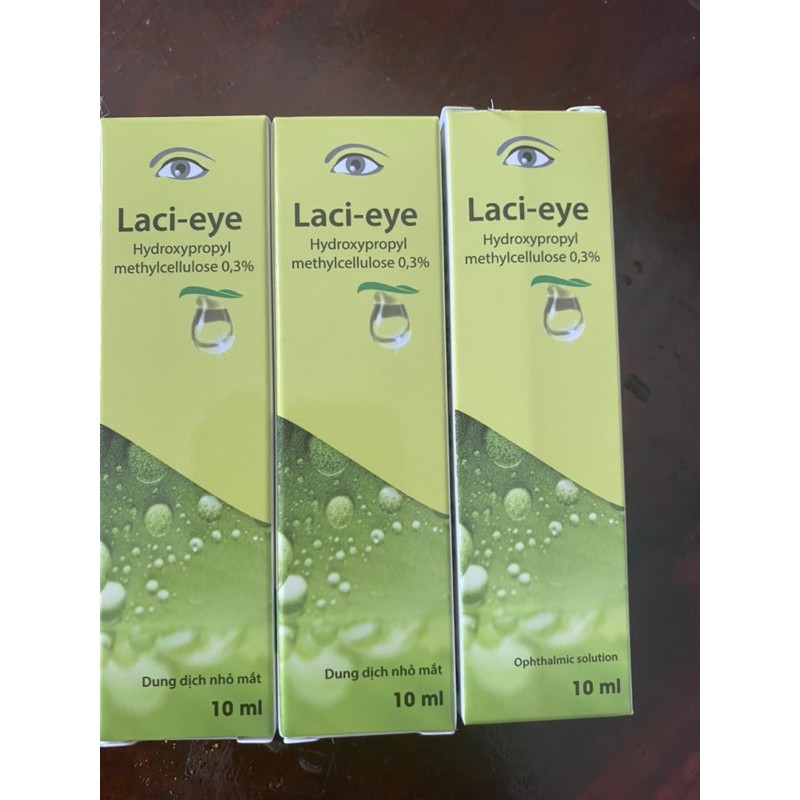 Laci-eye
Hydroxypropyl
methylcellulose 0,3%
Dung dịch nhỏ mắt
10 ml
Laci-eye
Hydroxypropyl
methylcellulose 0,3%
Dung dịch nhỏ mắt
10 ml
Laci-eye
Hydroxypropyl
methylcellulose 0,3%
Ophthalmic solution
10 ml